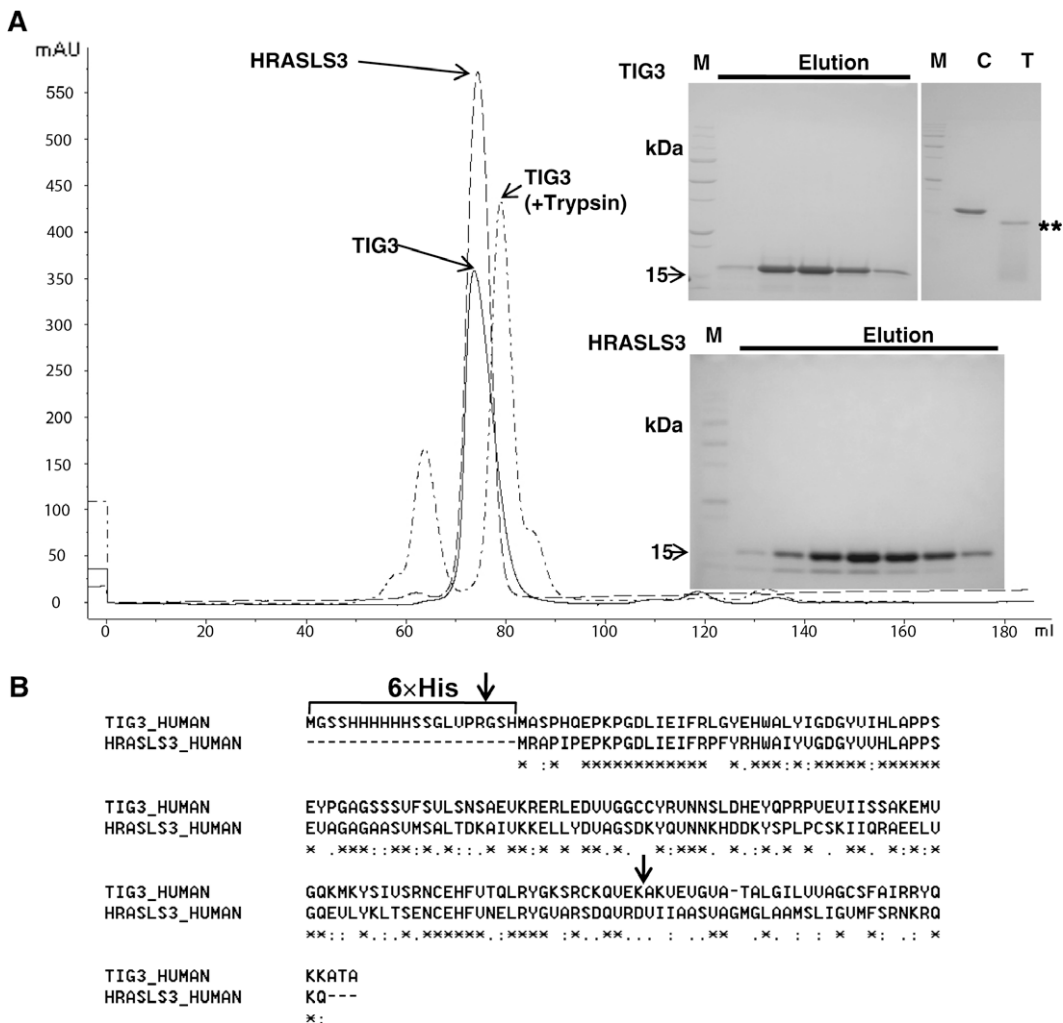 A
mAU
550
500
450
400
350
300
250
200
150
100
50
0
0 20 40 60 80 100 120 140 160 180 ml
HRASLS3
TIG3
(+Trypsin)
TIG3
TIG3 M Elution M C T
kDa
15
**
HRASLS3 M Elution
kDa
15
B
6×His
TIG3_HUMAN MGSSHHHHHHSSGLVPRGSHMASPHQEPKPGDLIEIFRLGYEHWALYIGDGYVIHLAPPS
HRASLS3_HUMAN --------------------MRAPIPEPKPGDLIEIFRPFYRHWAIYVGDGYVVHLAPPS
* :* ************ *.***:*:*****:******
TIG3_HUMAN EYPGAGSSSVFSVLSNSAEVKRERLEDVVGGCCYRVNNSLDHEYQPRPVEVIISSAKEMV
HRASLS3_HUMAN EVAGAGAASVMSALTDKAIVKKELLYDVAGSDKYQVNNKHDDKYSPLPCSKIIQRAEELV
* .***::**:*.*::.* **:* * **.*. *:***. *.:*.* * . **. *:*:*
TIG3_HUMAN GQKMKYSIVSRNCEHFVTQLRYGKSRCKQVEKAKVEVGVA-TALGILVVAGCSFAIRRYQ
HRASLS3_HUMAN GQEVLYKLTSENCEHFVNELRYGVARSDQVRDVIIAASVAGMGLAAMSLIGVMFSRNKRQ
**:: *.:.*.******.:**** :*..**... : ..** .*. : : * *: .: *
TIG3_HUMAN KKATA
HRASLS3_HUMAN KQ---
*: